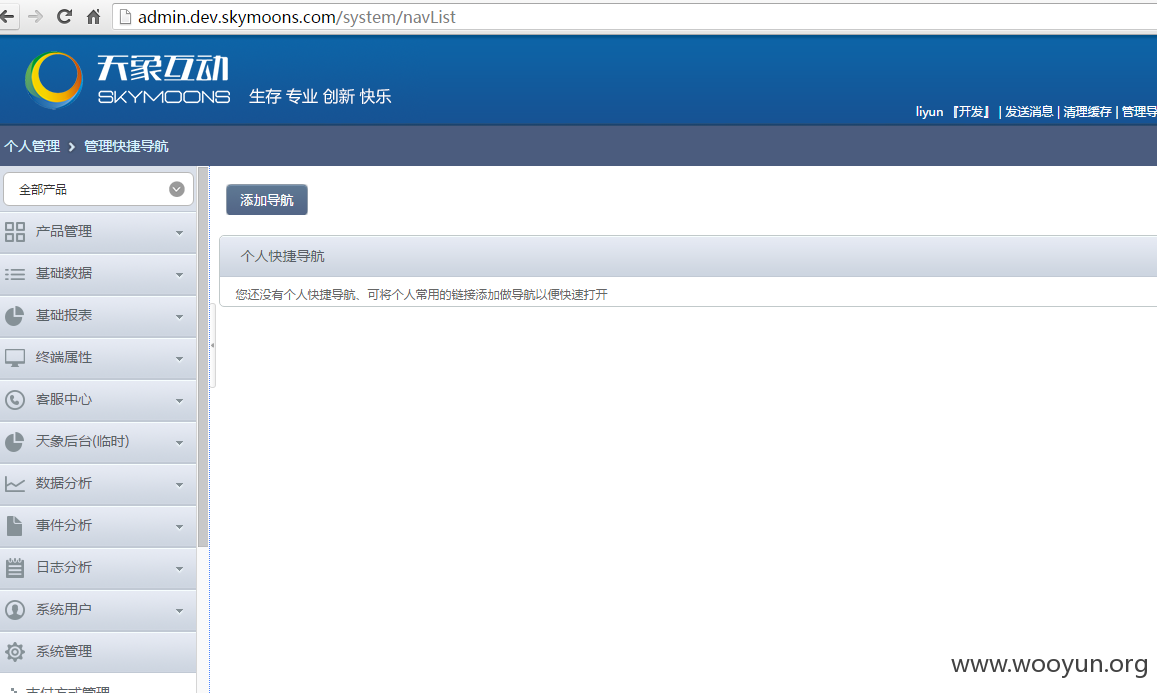 admin.dev.skymoons.com/system/navList
天象互动
SKYMOONS
生存 专业 创新 快乐
liyun 【开发】 | 发送消息 | 清理缓存 | 管理导
个人管理 > 管理快捷导航
全部产品
添加导航
产品管理
个人快捷导航
基础数据
您还没有个人快捷导航、可将个人常用的链接添加做导航以便快速打开
基础报表
终端属性
客服中心
天象后台(临时)
数据分析
事件分析
日志分析
系统用户
系统管理
www.wooyun.org
支付方式管理